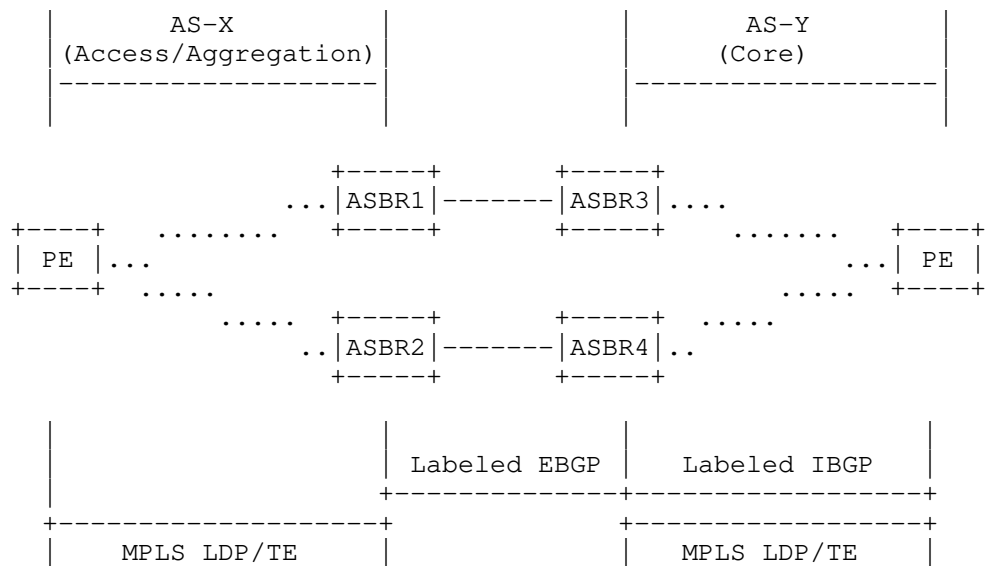 AS-X AS-Y
(Access/Aggregation) (Core)
ASBR1 ASBR3
PE PE
ASBR2 ASBR4
Labeled EBGP Labeled IBGP
MPLS LDP/TE MPLS LDP/TE